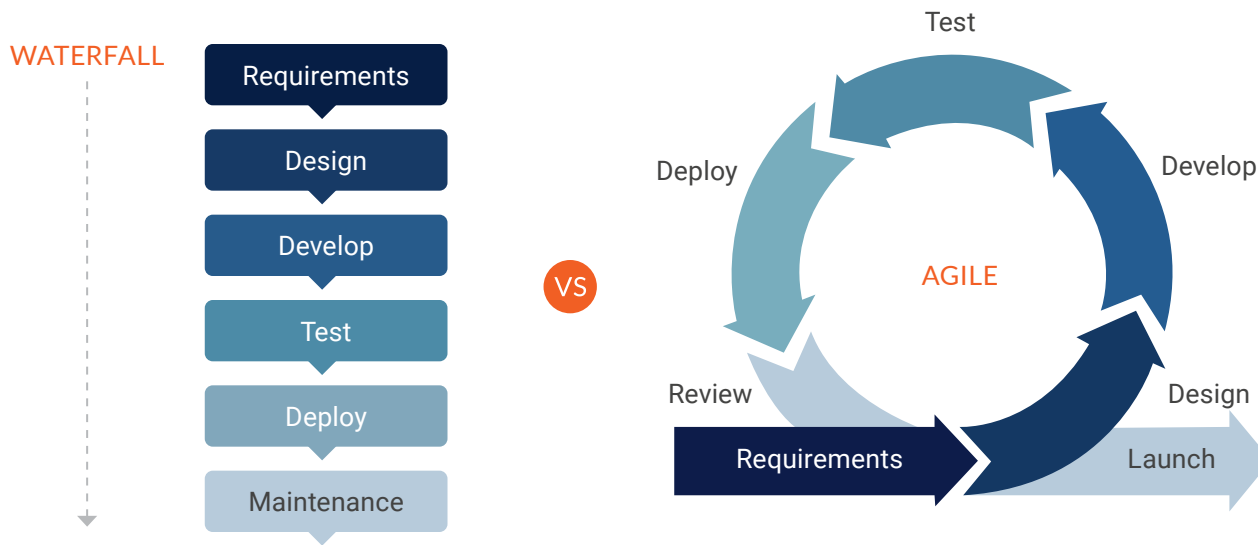 WATERFALL
Requirements
Design
Develop
Test
Deploy
Maintenance
VS
Test
Deploy
Develop
AGILE
Review
Design
Requirements
Launch